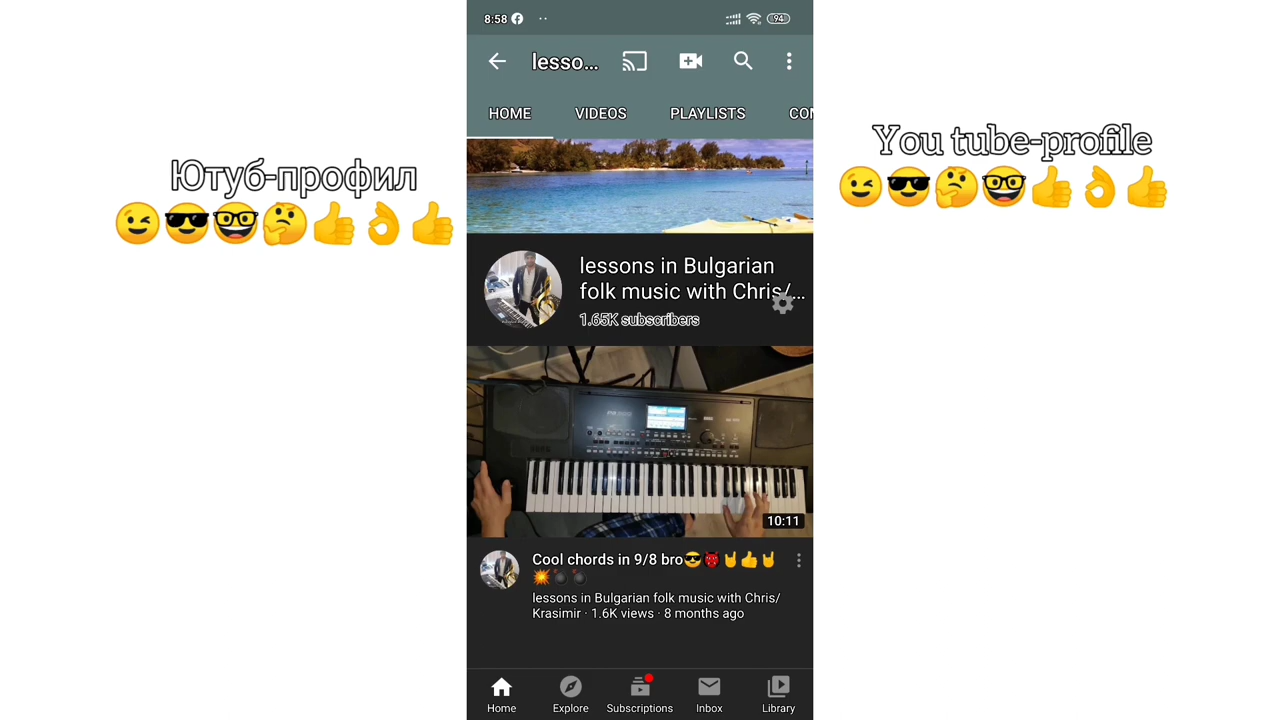 8:58
94
lesso...
HOME VIDEOS PLAYLISTS CON
Ютуб-профил
😉😎🤓🤔👍👌👍
You tube-profile
😉😎🤔🤓👍👌👍
lessons in Bulgarian
folk music with Chris/...
1.65K subscribers
10:11
Cool chords in 9/8 bro😎👹🤘👍🤘
💥💣💣
lessons in Bulgarian folk music with Chris/
Krasimir · 1.6K views · 8 months ago
Home Explore Subscriptions Inbox Library